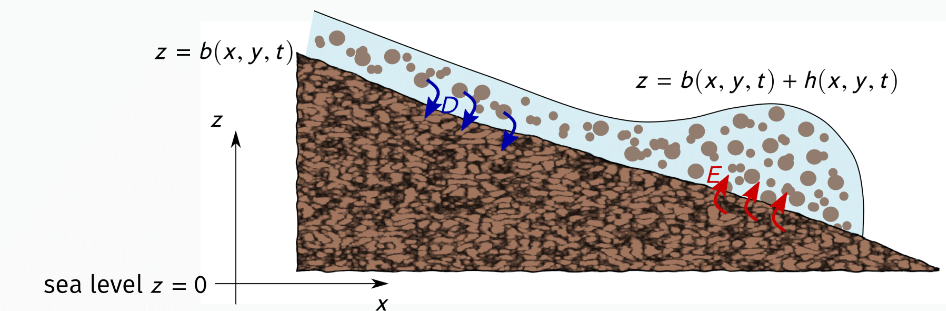 z = b(x, y, t)
z = b(x, y, t) + h(x, y, t)
D
z
E
sea level z = 0
x